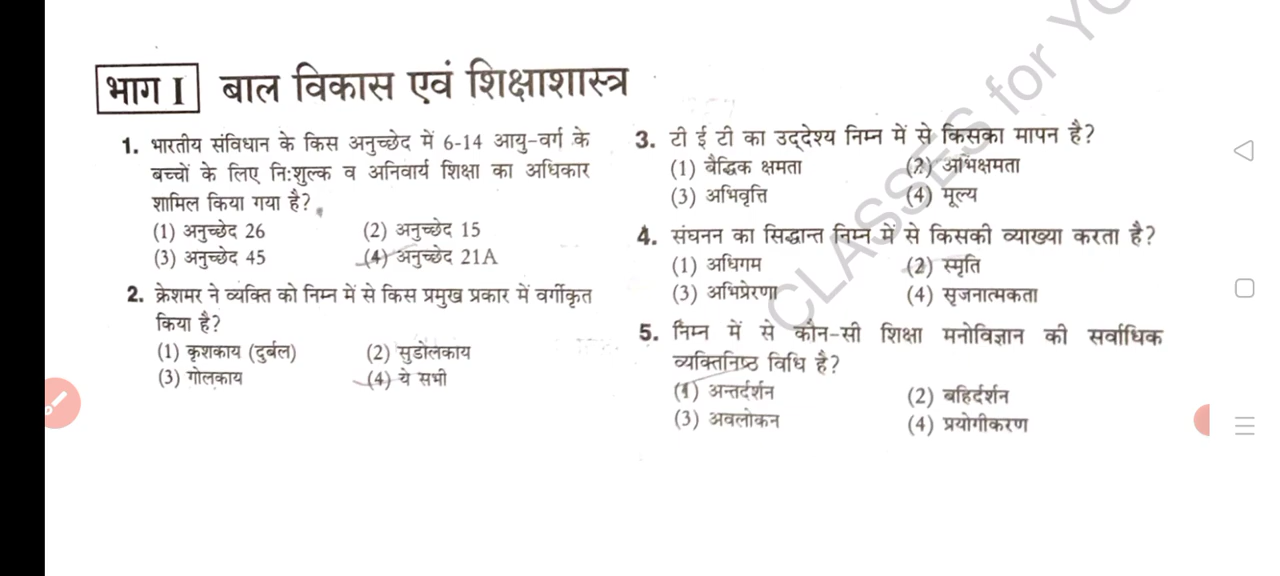 भाग I बाल विकास एवं शिक्षाशास्त्र
1. भारतीय संविधान के किस अनुच्छेद में 6-14 आयु-वर्ग के
बच्चों के लिए नि:शुल्क व अनिवार्य शिक्षा का अधिकार
शामिल किया गया है?
(1) अनुच्छेद 26 (2) अनुच्छेद 15
(3) अनुच्छेद 45 (4) अनुच्छेद 21A
2. क्रेशमर ने व्यक्ति को निम्न में से किस प्रमुख प्रकार में वर्गीकृत
किया है?
(1) कृशकाय (दुर्बल) (2) सुडोलकाय
(3) गोलकाय (4) ये सभी
3. टी ई टी का उद्देश्य निम्न में से किसका मापन है?
(1) बैद्धिक क्षमता (2) अभिक्षमता
(3) अभिवृत्ति (4) मूल्य
4. संघनन का सिद्धान्त निम्न में से किसकी व्याख्या करता है?
(1) अधिगम (2) स्मृति
(3) अभिप्रेरणा (4) सृजनात्मकता
5. निम्न में से कौन-सी शिक्षा मनोविज्ञान की सर्वाधिक
व्यक्तिनिष्ठ विधि है?
(1) अन्तर्दर्शन (2) बहिर्दर्शन
(3) अवलोकन (4) प्रयोगीकरण
CLASSES for